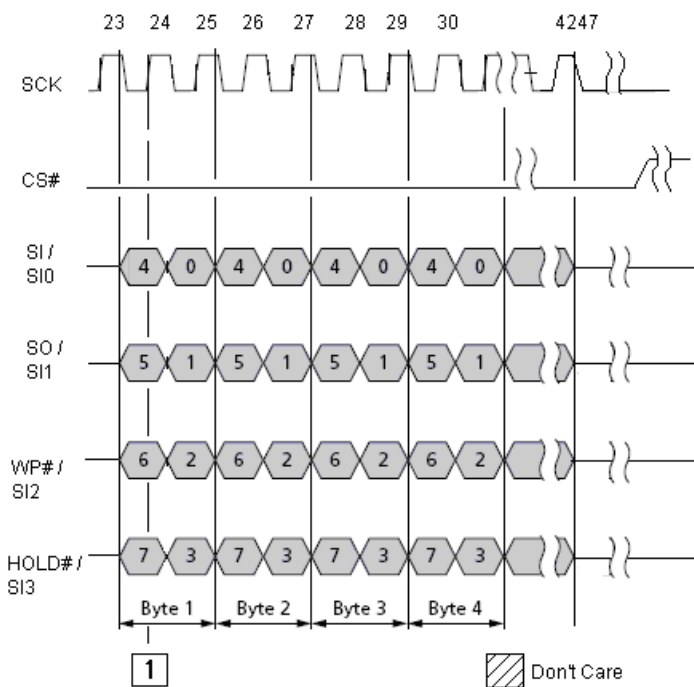 23 24 25 26 27 28 29 30 4247
SCK
CS#
SI /
SI0
4 0 4 0 4 0 4 0
SO /
SI1
5 1 5 1 5 1 5 1
WP# /
SI2
6 2 6 2 6 2 6 2
HOLD# /
SI3
7 3 7 3 7 3 7 3
Byte 1 Byte 2 Byte 3 Byte 4
1
Don't Care